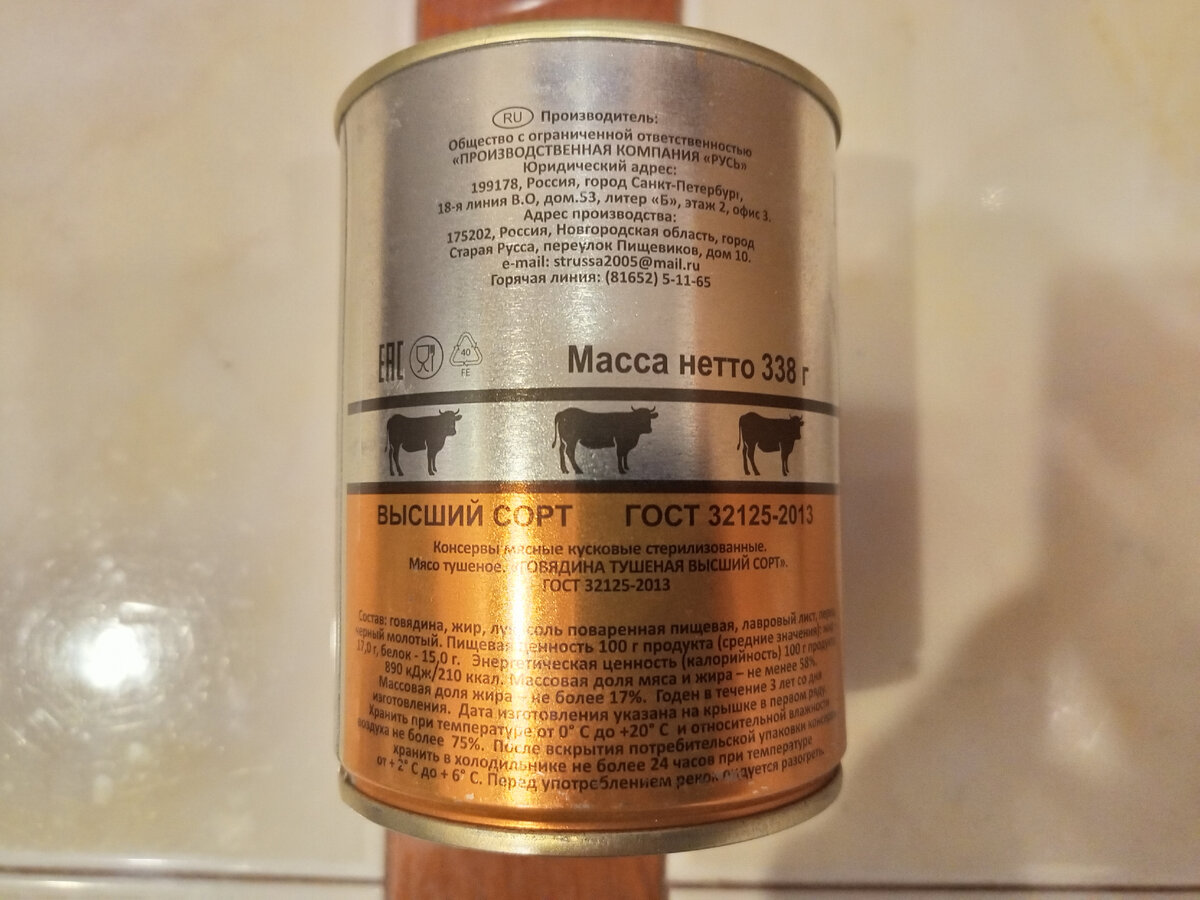 RU Производитель:
Общество с ограниченной ответственностью
«ПРОИЗВОДСТВЕННАЯ КОМПАНИЯ «РУСЬ»
Юридический адрес:
199178, Россия, город Санкт-Петербург,
18-я линия В.О, дом.53, литер «Б», этаж 2, офис 3.
Адрес производства:
175202, Россия, Новгородская область, город
Старая Русса, переулок Пищевиков, дом 10.
e-mail: strussa2005@mail.ru
Горячая линия: (81652) 5-11-65
ЕАС 40 FE
Масса нетто 338 г
ВЫСШИЙ СОРТ ГОСТ 32125-2013
Консервы мясные кусковые стерилизованные.
Мясо тушеное. «ГОВЯДИНА ТУШЕНАЯ ВЫСШИЙ СОРТ».
ГОСТ 32125-2013
Состав: говядина, жир, лук, соль поваренная пищевая, лавровый лист,
черный молотый. Пищевая ценность 100 г продукта (средние значения):
17,0 г, белок - 15,0 г. Энергетическая ценность (калорийность) 100 г
890 кДж/210 ккал. Массовая доля мяса и жира – не менее 58%.
Массовая доля жира – не более 17%. Годен в течение 3 лет со дня
изготовления. Дата изготовления указана на крышке в первом ряду.
Хранить при температуре от 0° С до +20° С и относительной влажности
воздуха не более 75%. После вскрытия потребительской упаковки
хранить в холодильнике не более 24 часов при температуре
от + 2° С до + 6° С. Перед употреблением рекомендуется разогреть.